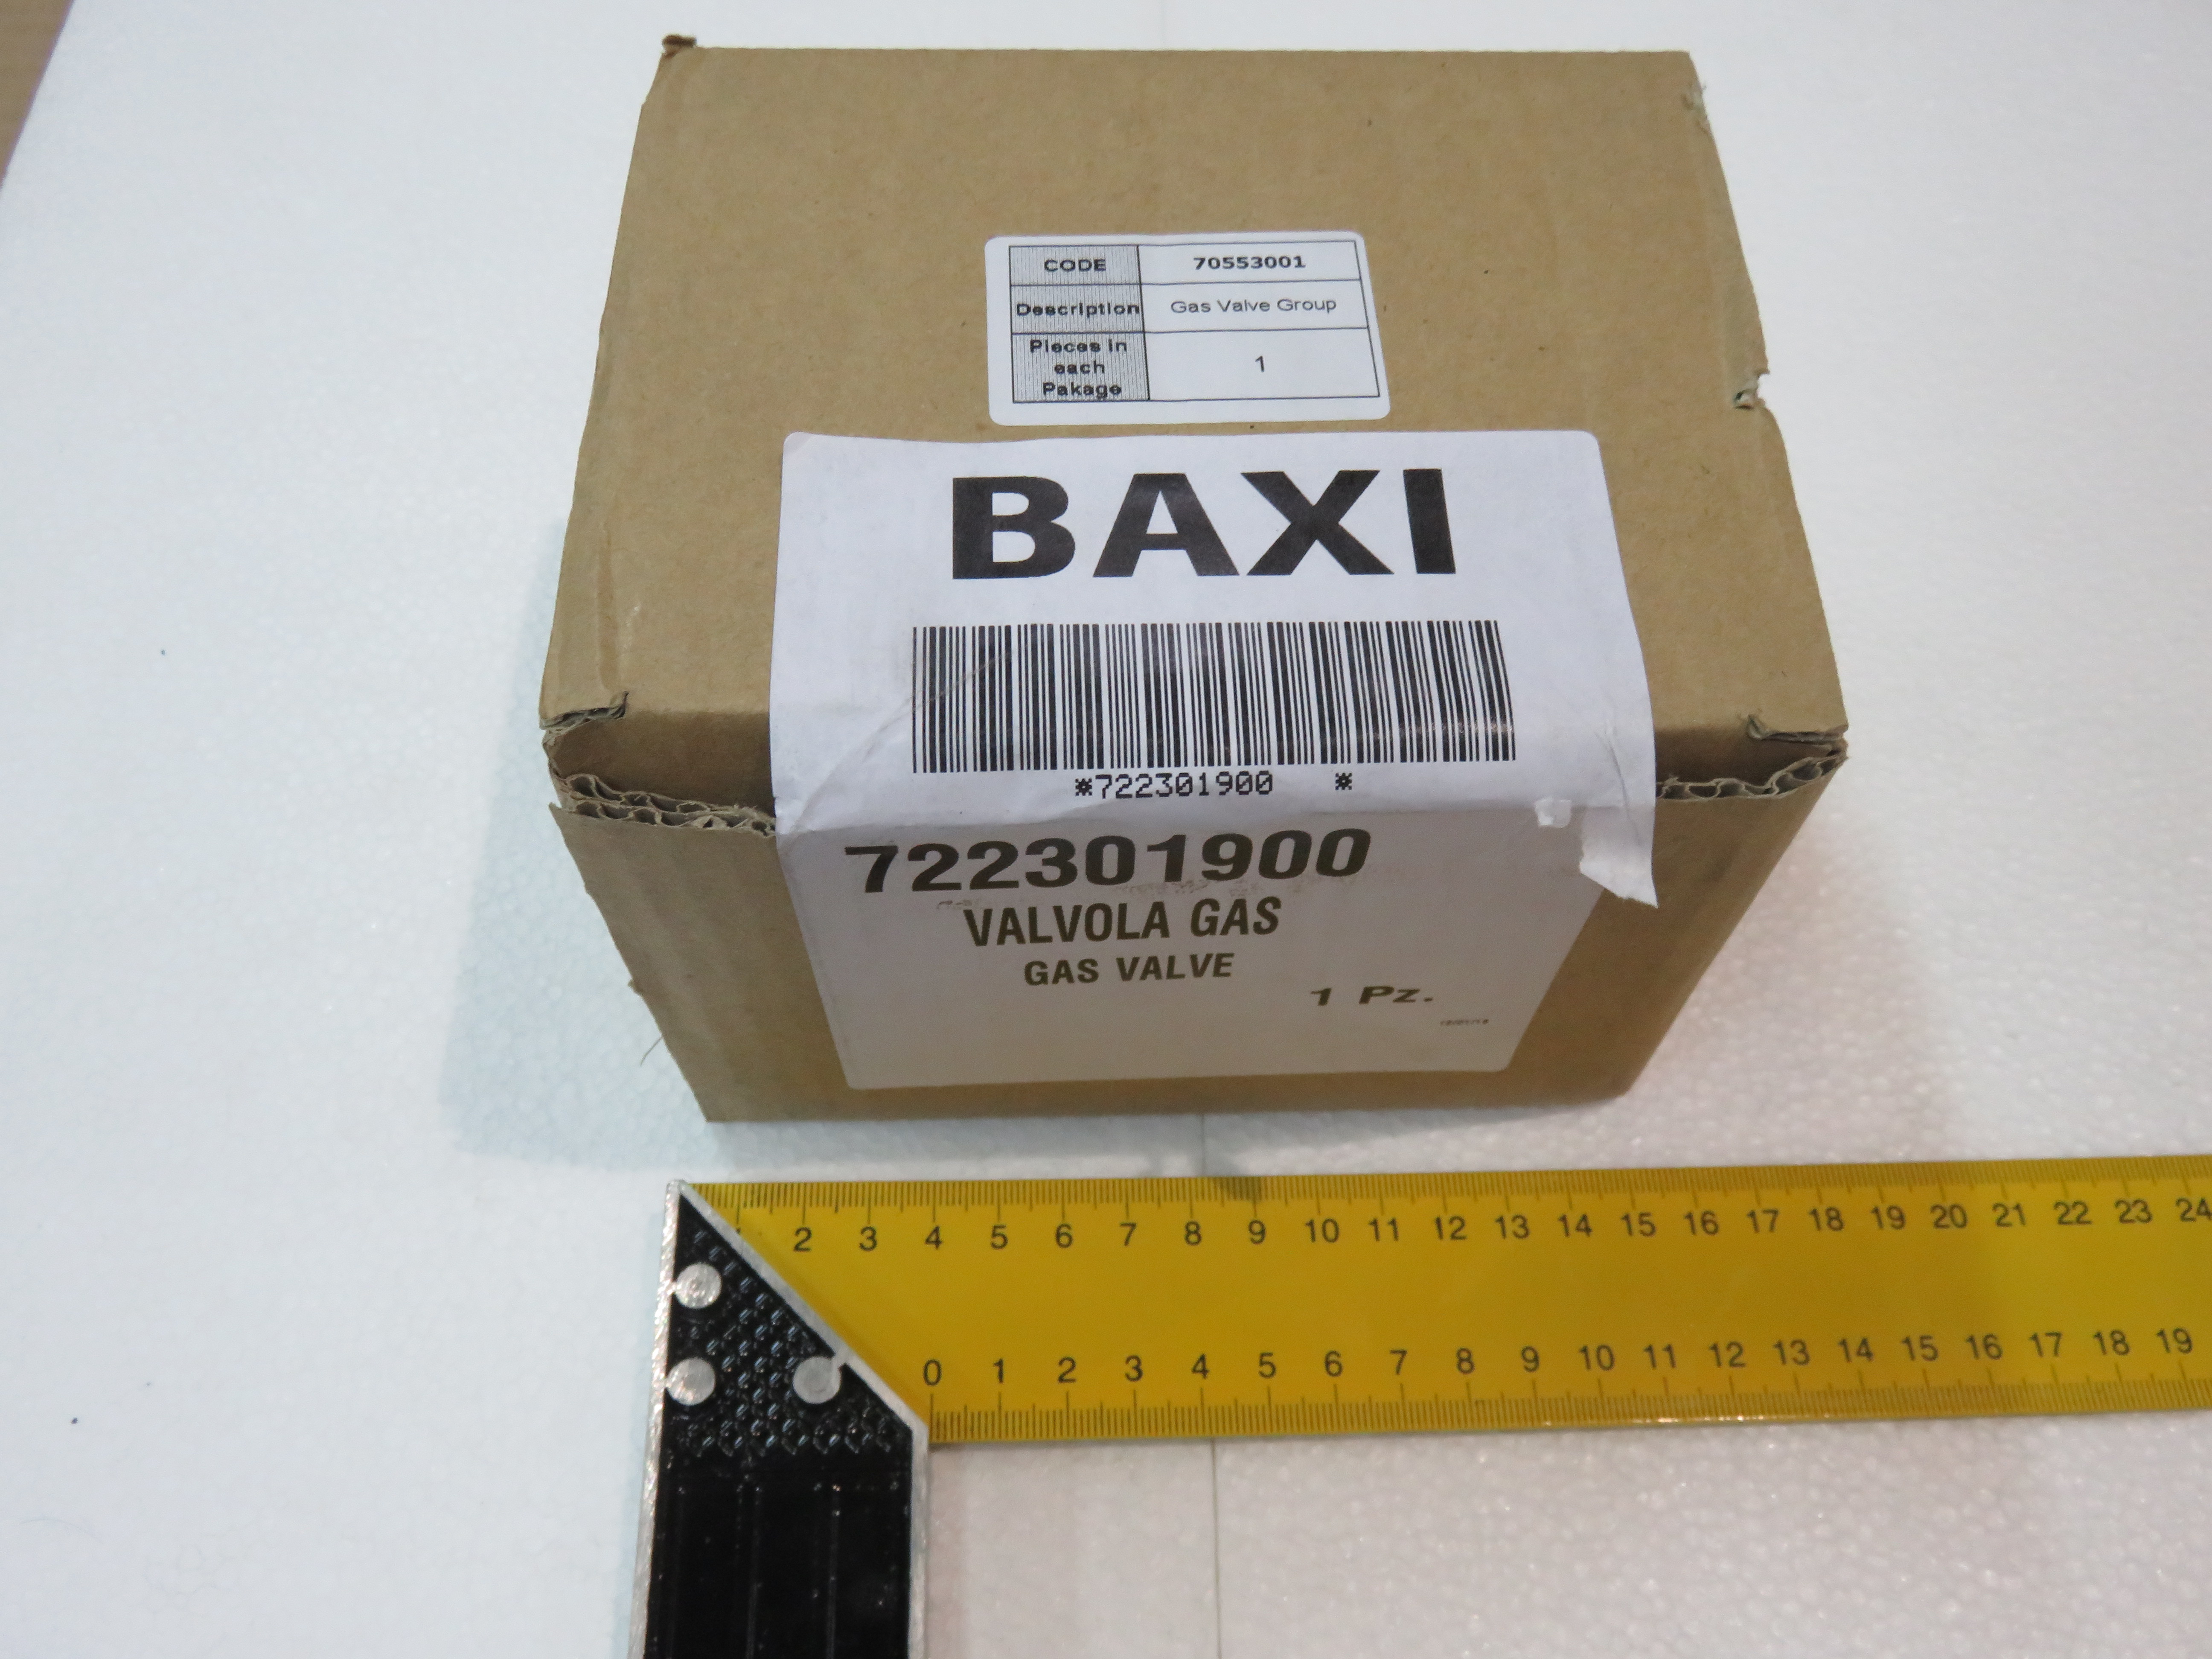 CODE 70553001
Description Gas Valve Group
Pieces in
each 1
Pakage
BAXI
*722301900 *
722301900
VALVOLA GAS
GAS VALVE
1 Pz.
2 3 4 5 6 7 8 9 10 11 12 13 14 15 16 17 18 19 20 21 22 23 24
0 1 2 3 4 5 6 7 8 9 10 11 12 13 14 15 16 17 18 19